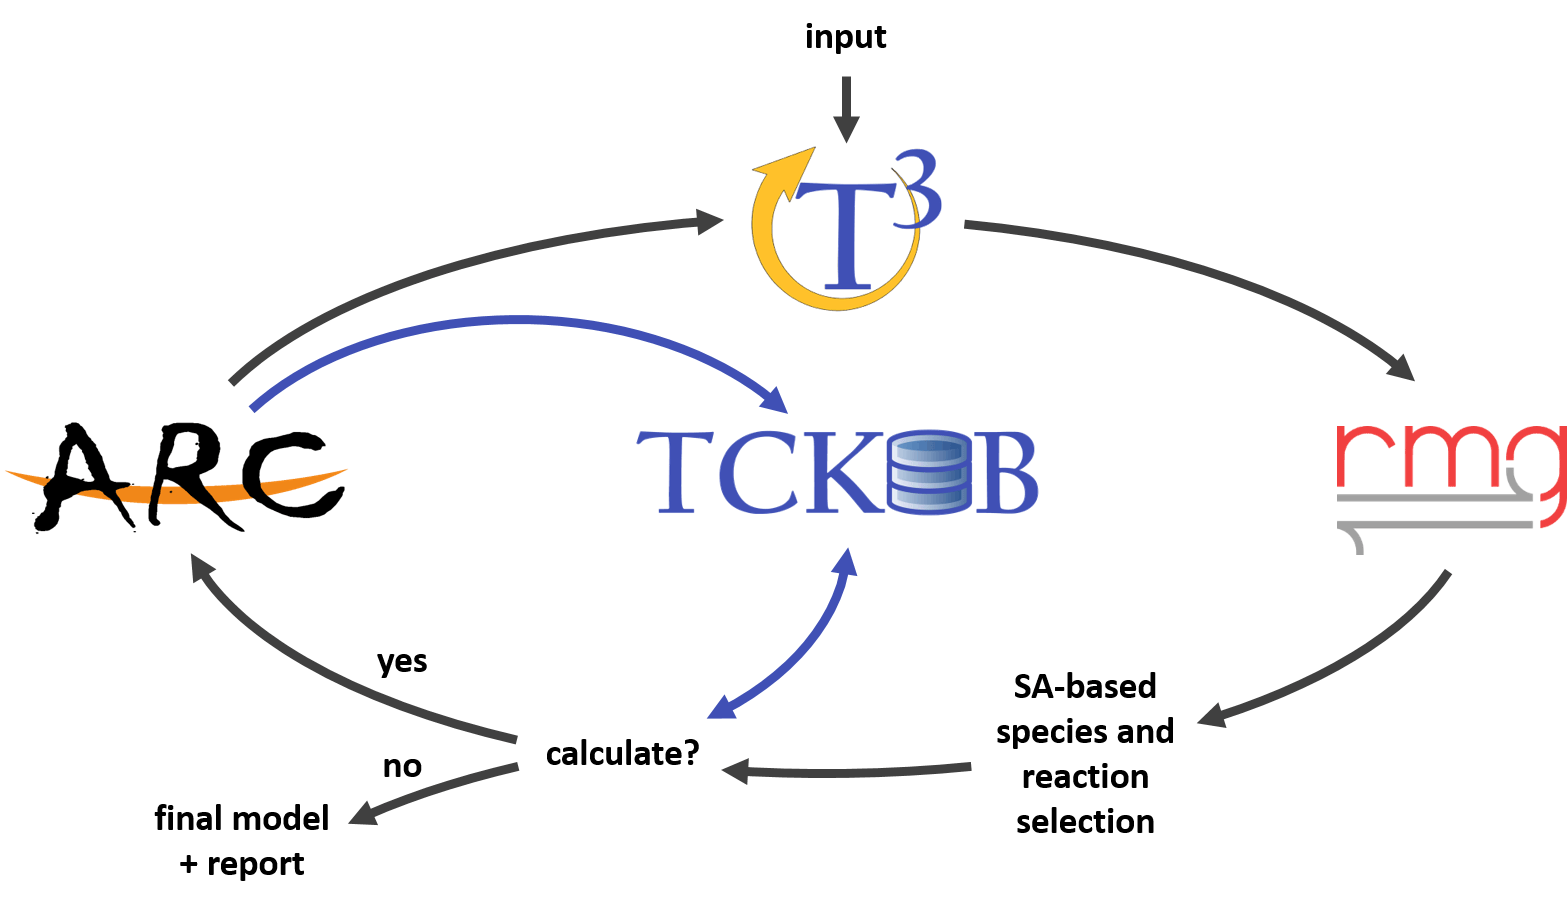 input
T³
ARC
TCKDB
rmg
yes
SA-based
species and
reaction
selection
calculate?
no
final model
+ report